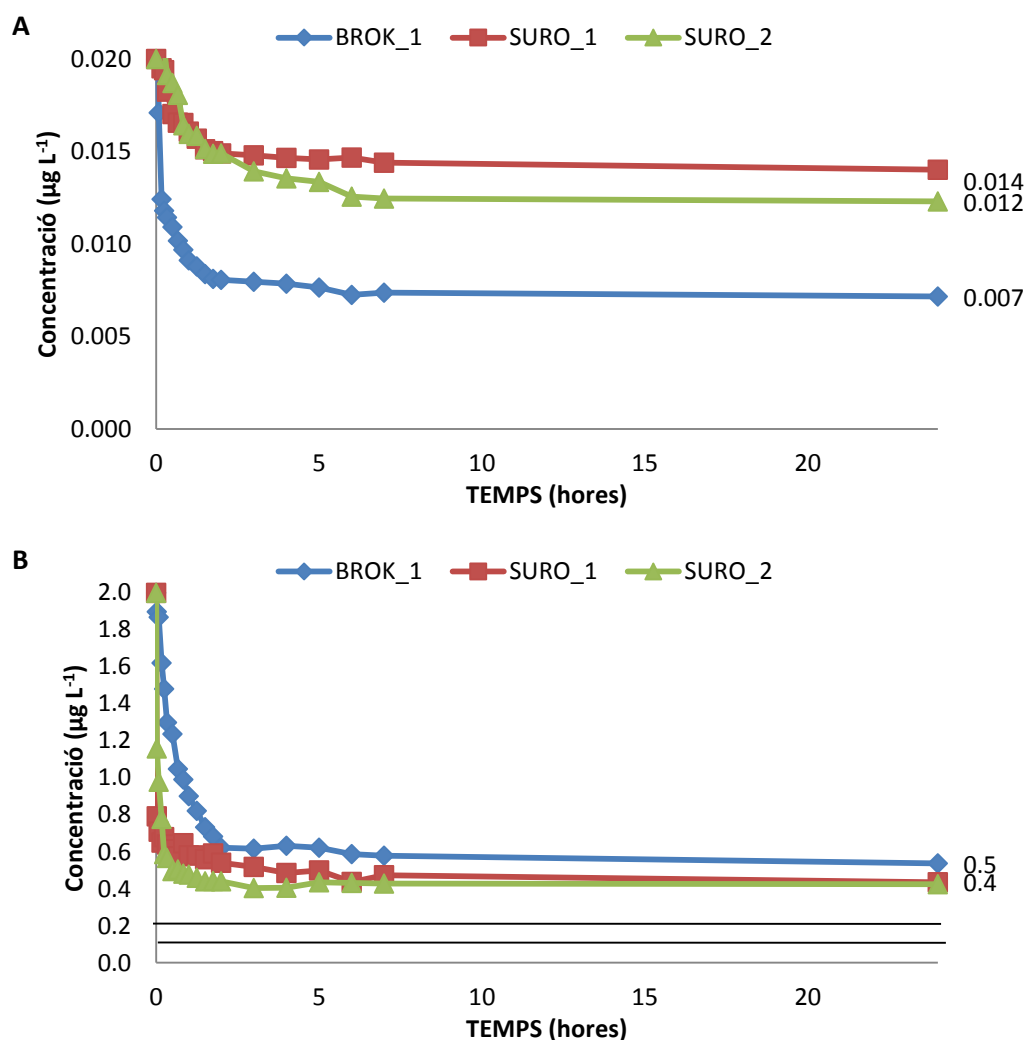 A
BROK_1 SURO_1 SURO_2
Concentració (µg L-1)
0.020
0.015
0.010
0.005
0.000
0.014
0.012
0.007
0 5 10 15 20
TEMPS (hores)
B
BROK_1 SURO_1 SURO_2
Concentració (µg L-1)
2.0
1.8
1.6
1.4
1.2
1.0
0.8
0.6
0.4
0.2
0.0
0.5
0.4
0 5 10 15 20
TEMPS (hores)